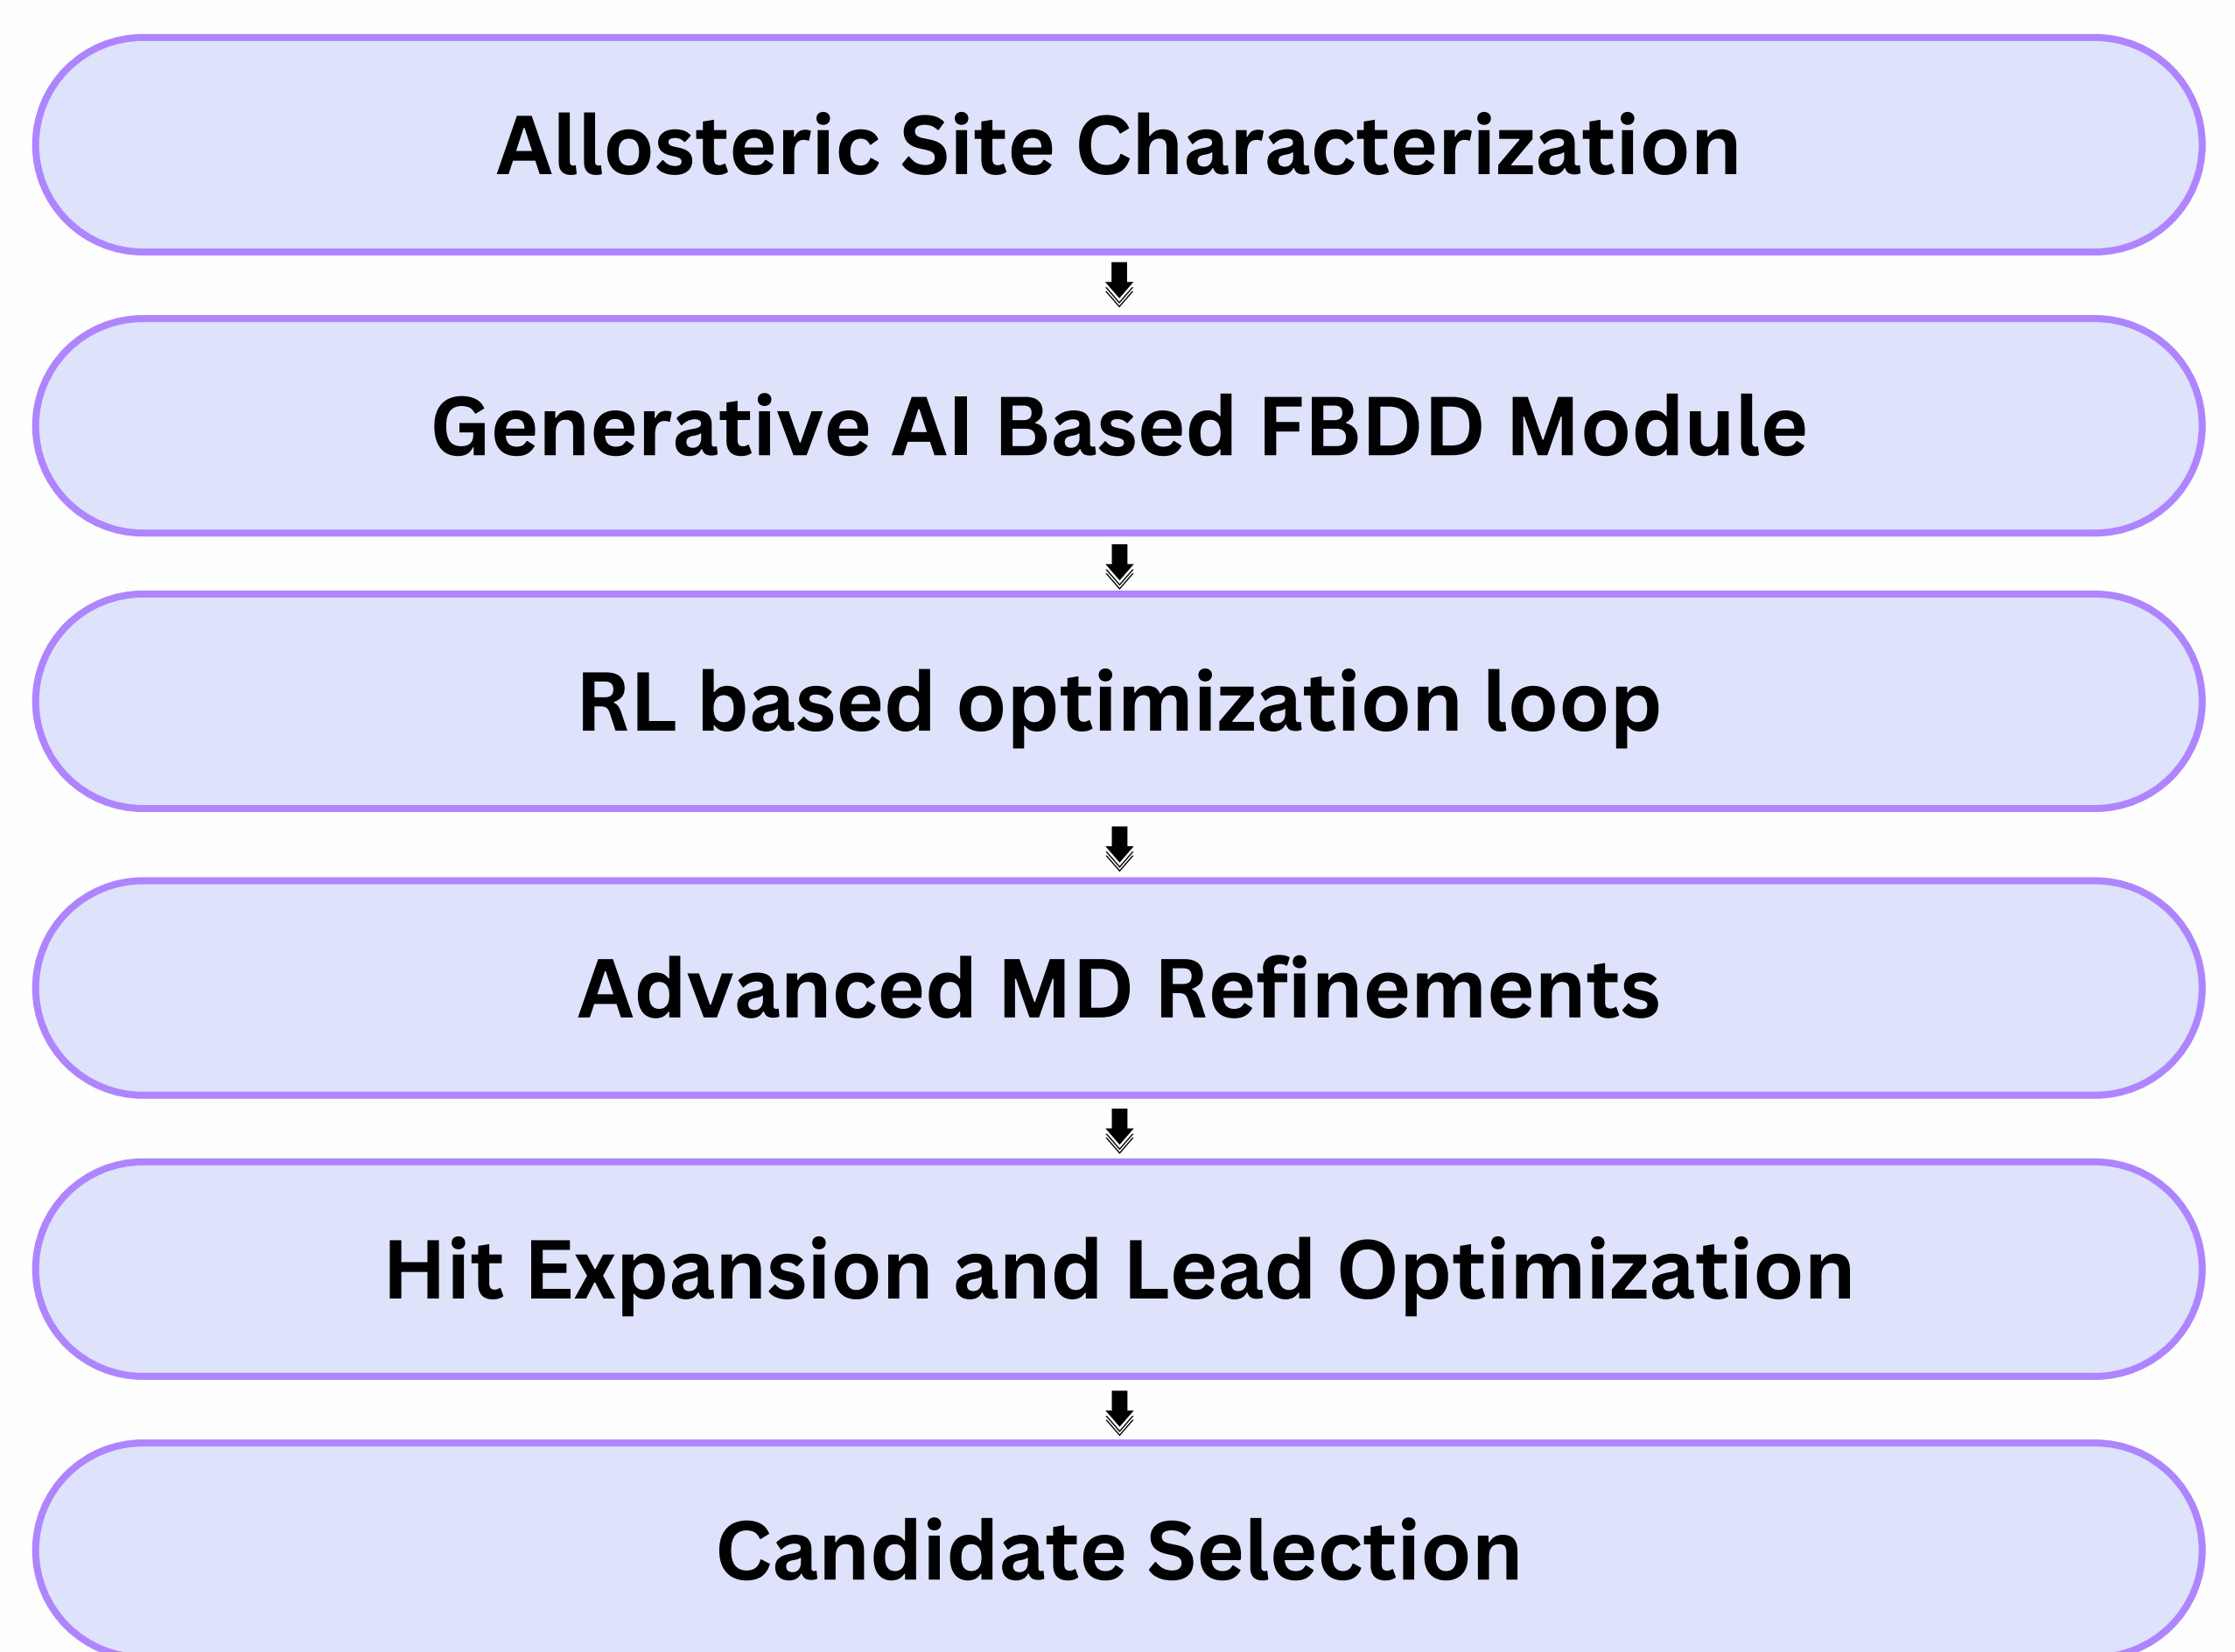 Allosteric Site Characterization
Generative AI Based FBDD Module
RL based optimization loop
Advanced MD Refinements
Hit Expansion and Lead Optimization
Candidate Selection